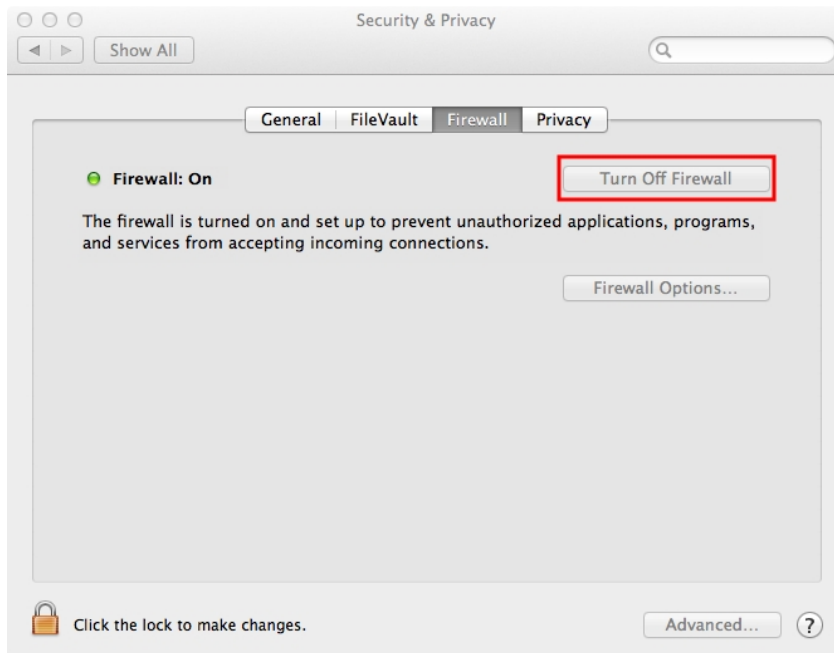 Security & Privacy
Show All
General FileVault Firewall Privacy
Firewall: On
Turn Off Firewall
The firewall is turned on and set up to prevent unauthorized applications, programs,
and services from accepting incoming connections.
Firewall Options...
Click the lock to make changes.
Advanced...
?